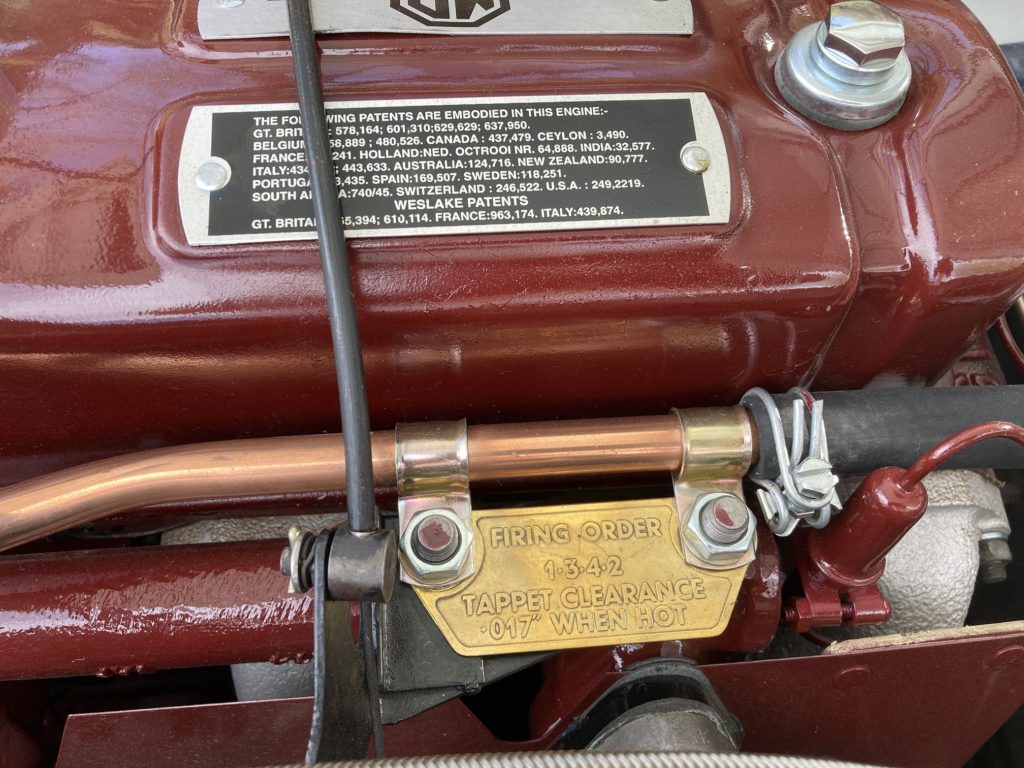 MG
THE FOLLOWING PATENTS ARE EMBODIED IN THIS ENGINE:-
GT. BRIT : 578,164; 601,310;629,629; 637,950.
BELGIUM 58,889 ; 480,526. CANADA : 437,479. CEYLON : 3,490.
FRANCE: 241. HOLLAND:NED. OCTROOI NR. 64,888. INDIA:32,577.
ITALY:434 ; 443,633. AUSTRALIA:124,716. NEW ZEALAND:90,777.
PORTUGA 3,435. SPAIN:169,507. SWEDEN:118,251.
SOUTH A A:740/45. SWITZERLAND : 246,522. U.S.A. : 249,2219.
WESLAKE PATENTS
GT. BRITAI 5,394; 610,114. FRANCE:963,174. ITALY:439,874.
FIRING ORDER
1·3·4·2
TAPPET CLEARANCE
·017" WHEN HOT